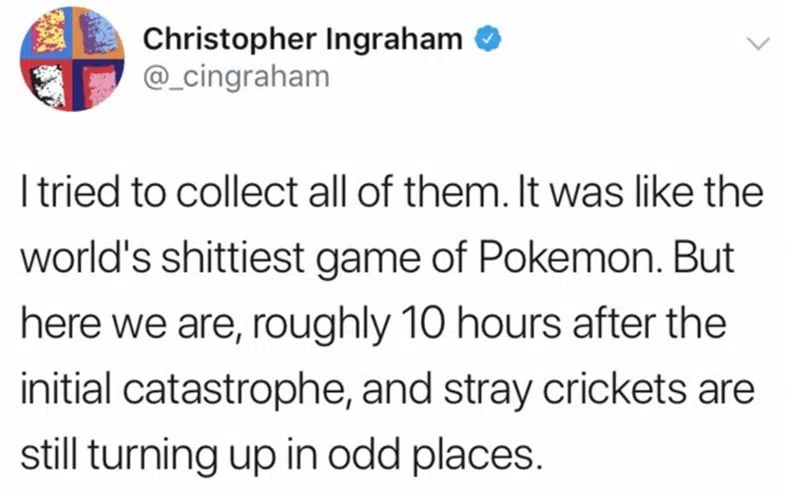 Christopher Ingraham
@_cingraham
I tried to collect all of them. It was like the
world's shittiest game of Pokemon. But
here we are, roughly 10 hours after the
initial catastrophe, and stray crickets are
still turning up in odd places.